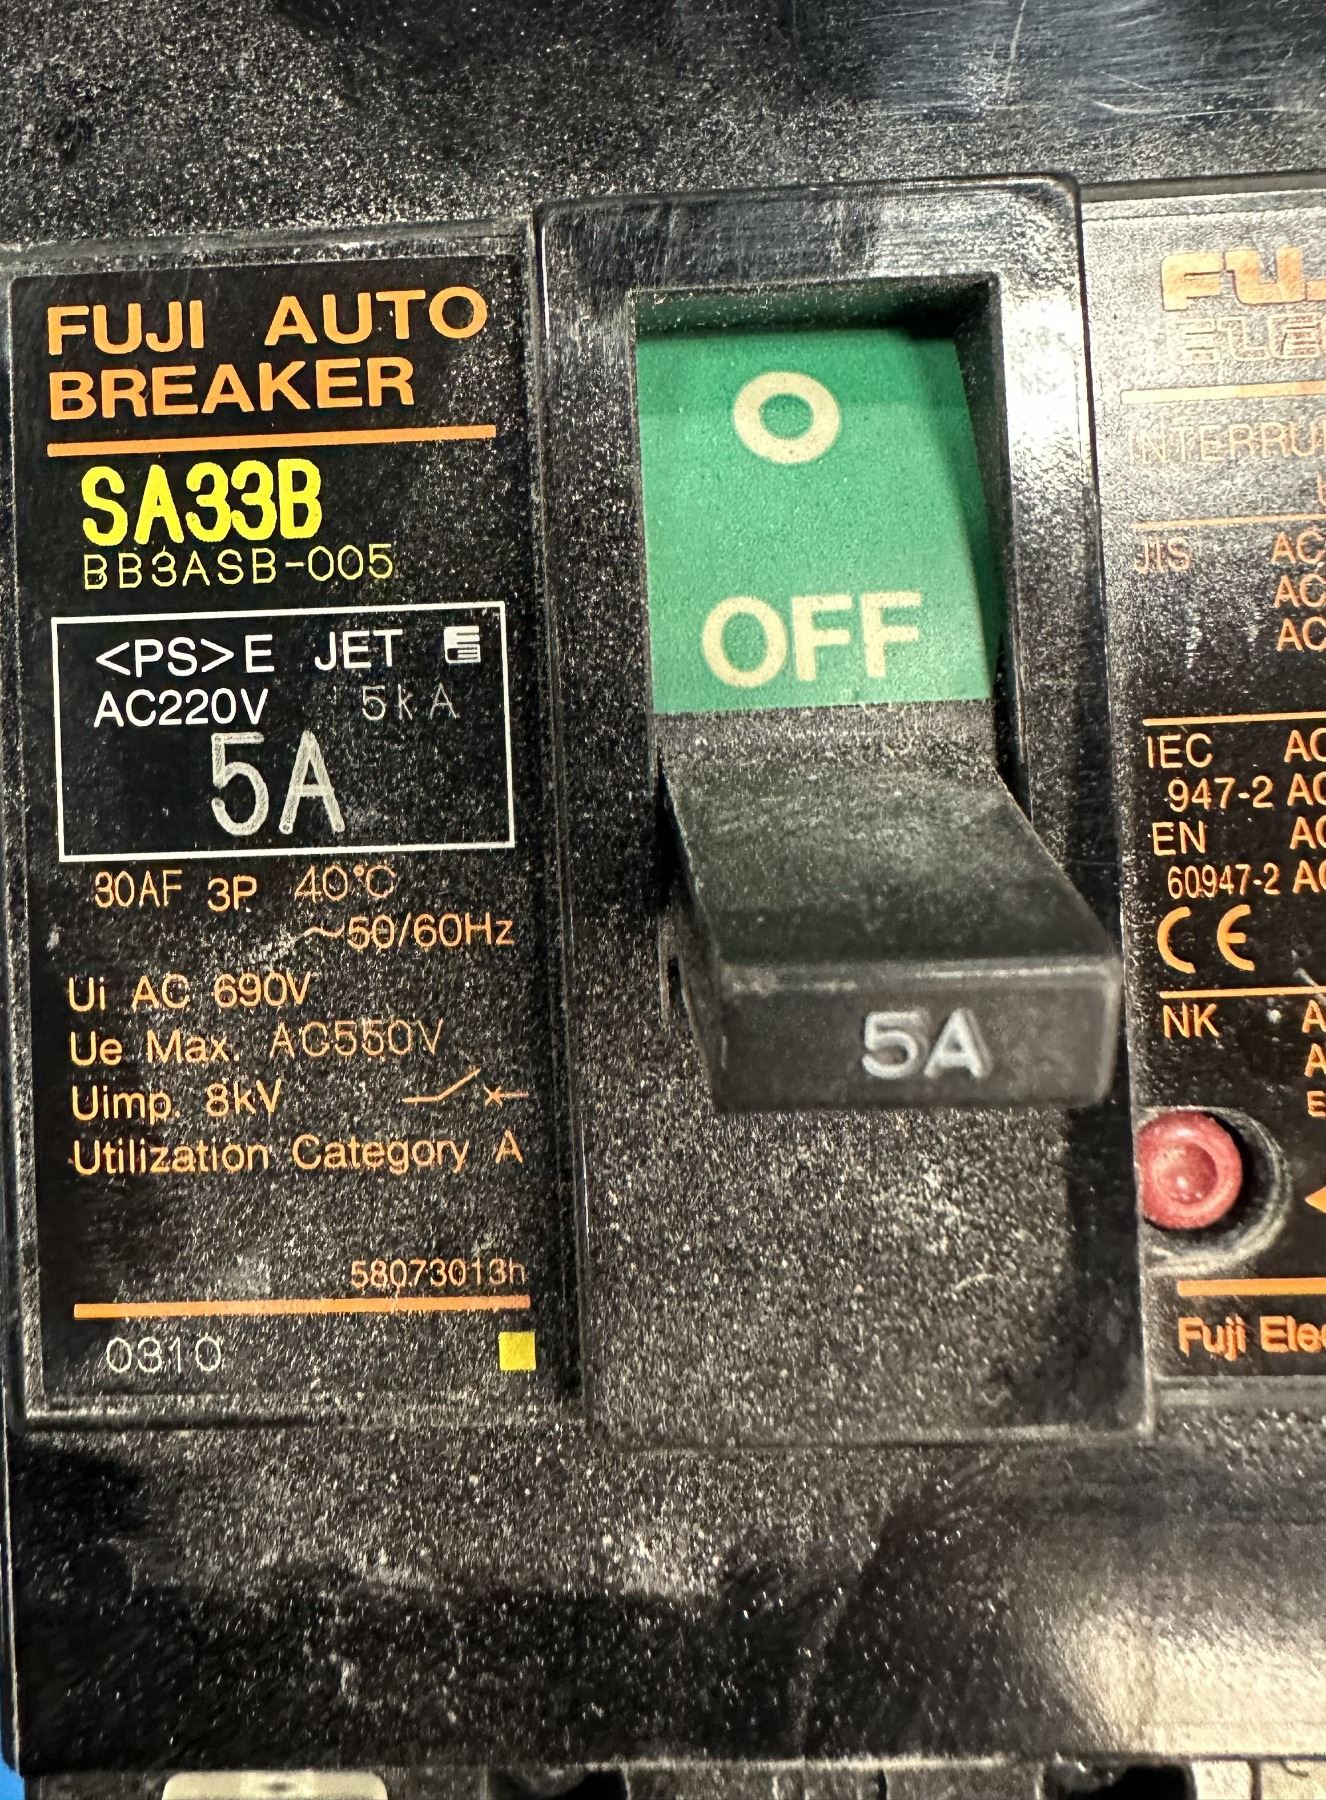 FUJI AUTO
BREAKER
SA33B
BB3ASB-005
<PS>E JET
AC220V 5kA
5A
30AF 3P 40°C
~50/60Hz
Ui AC 690V
Ue Max. AC550V
Uimp. 8kV
Utilization Category A
58073013h
0310
O
OFF
5A
JIS
IEC
947-2
EN
60947-2
CE
NK
Fuji